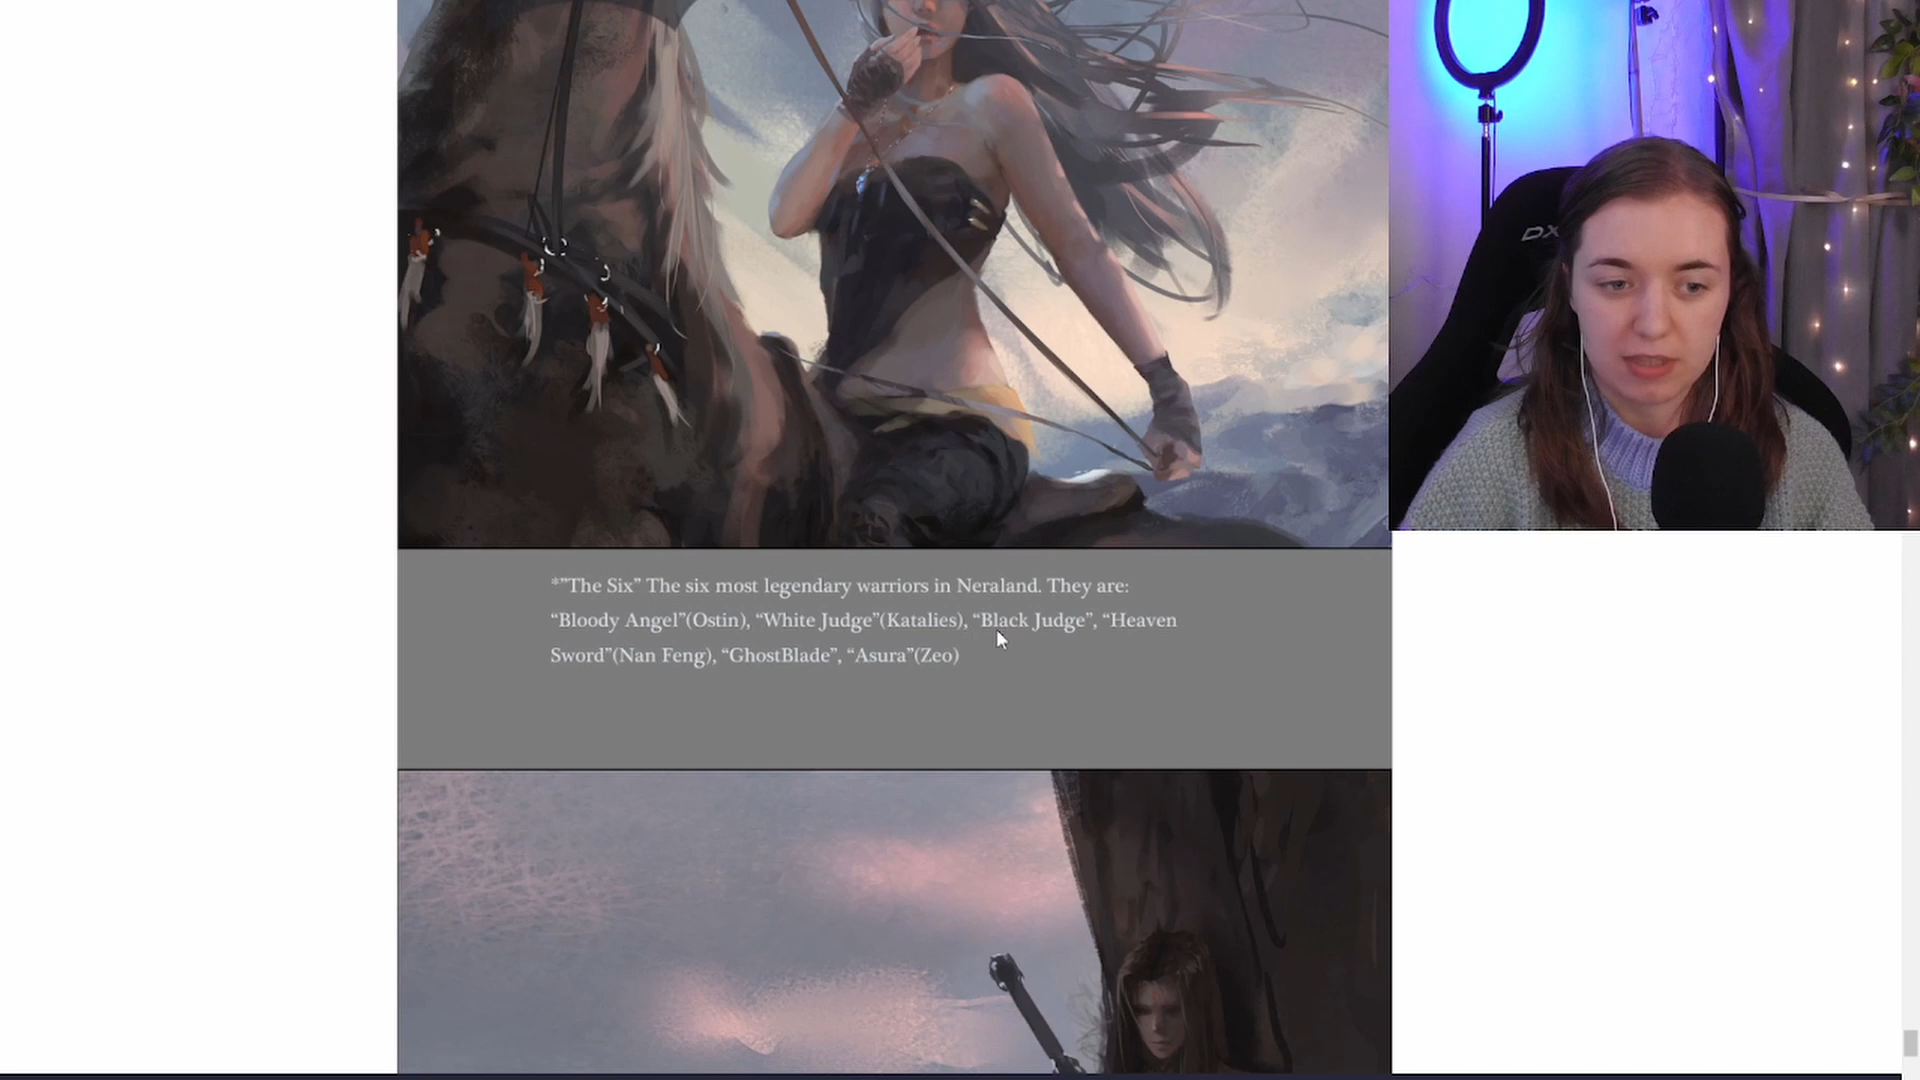 DX
*”The Six” The six most legendary warriors in Neraland. They are:
“Bloody Angel”(Ostin), “White Judge”(Katalies), “Black Judge”, “Heaven
Sword”(Nan Feng), “GhostBlade”, “Asura”(Zeo)